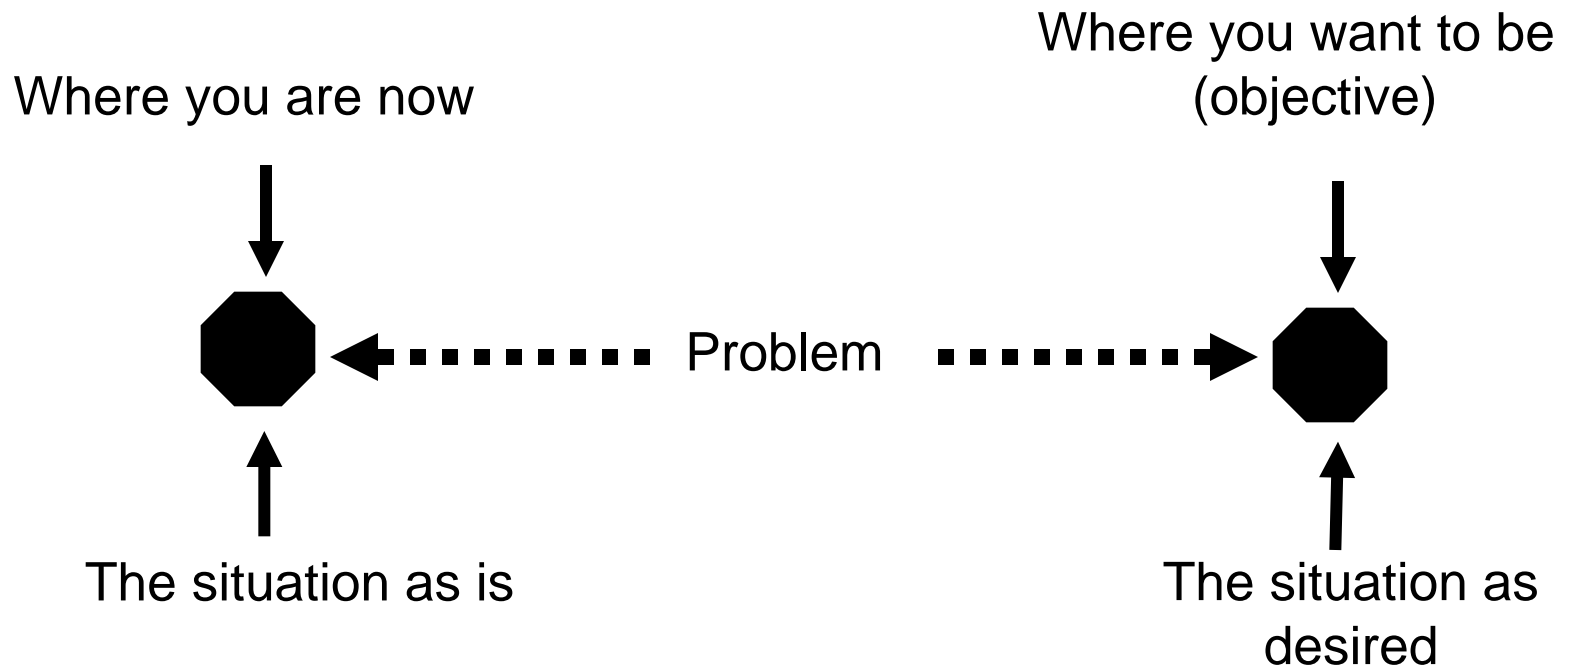 Where you want to be
(objective)
Where you are now
Problem
The situation as is
The situation as
desired